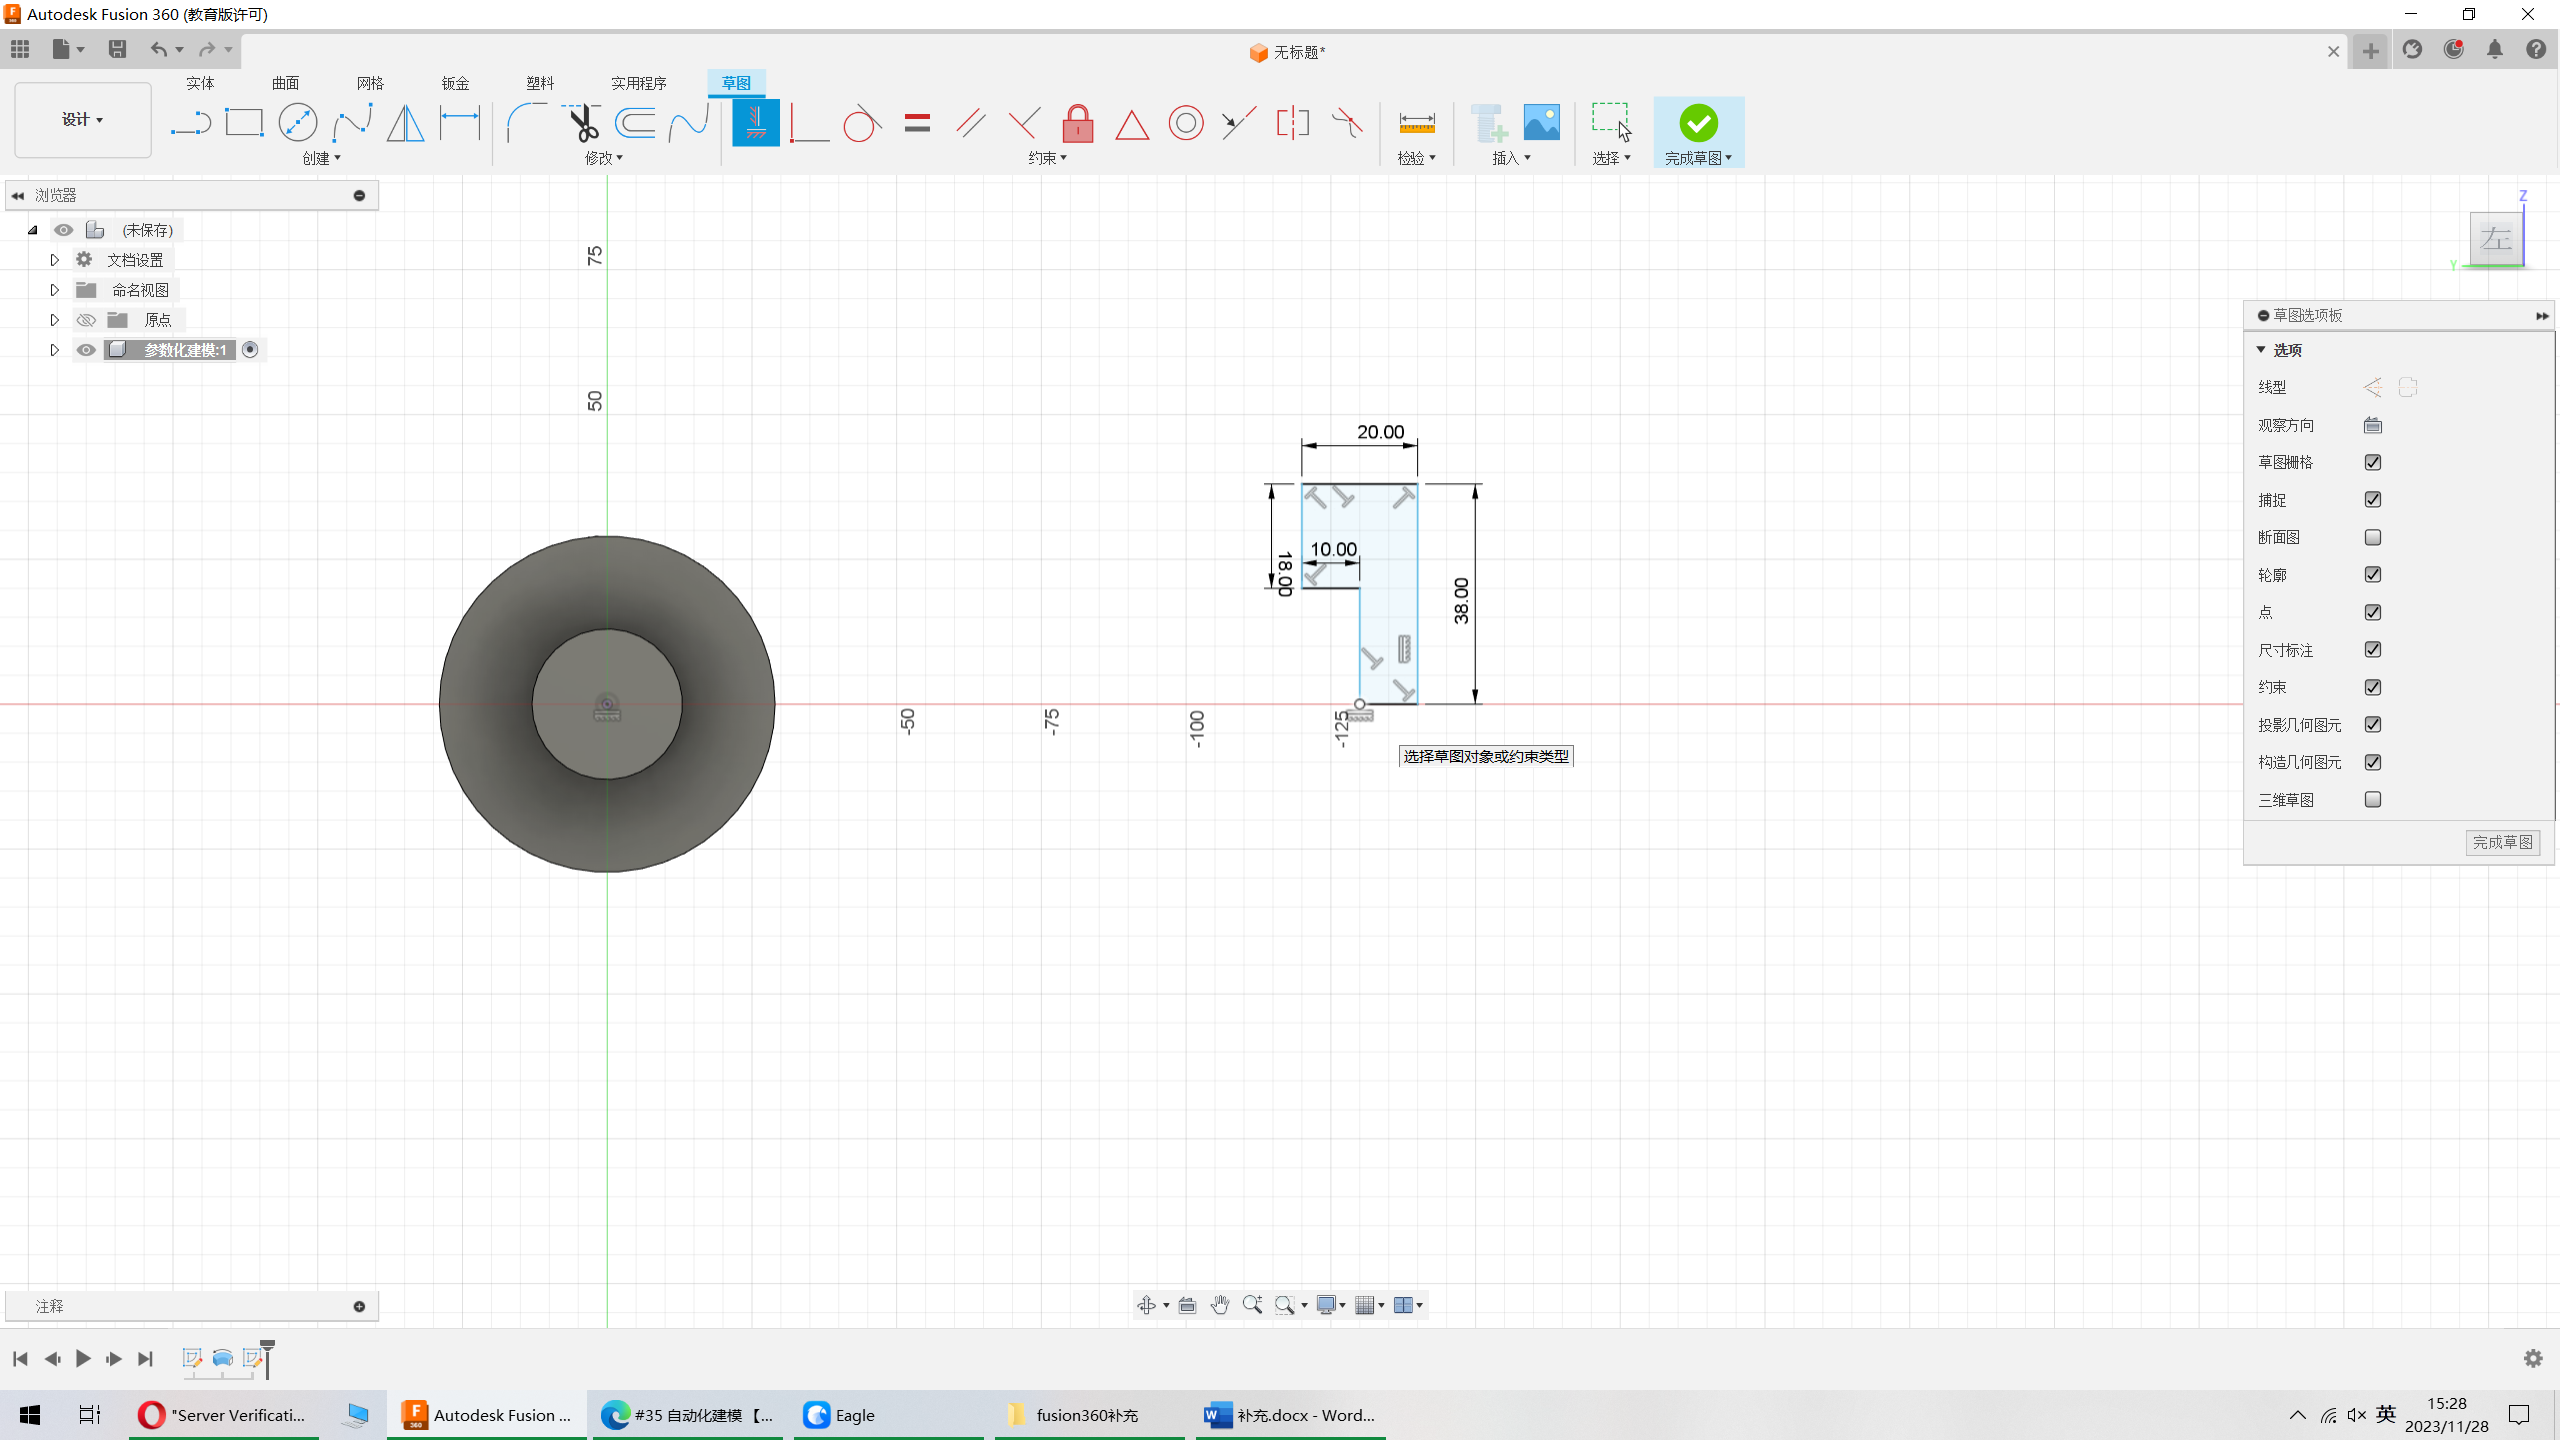 Autodesk Fusion 360 (教育版许可)
无标题*
实体
曲面
网格
钣金
塑料
实用程序
草图
设计
创建
修改
约束
检验
插入
选择
完成草图
浏览器
(未保存)
文档设置
命名视图
原点
参数化建模:1
75
50
-50
-75
-100
-125
20.00
18.00
10.00
38.00
选择草图对象或约束类型
Z
左
Y
草图选项板
选项
线型
观察方向
草图栅格
捕捉
断面图
轮廓
点
尺寸标注
约束
投影几何图元
构造几何图元
三维草图
完成草图
注释
"Server Verificati...
Autodesk Fusion ...
#35 自动化建模【...
Eagle
fusion360补充
补充.docx - Word...
英
15:28
2023/11/28